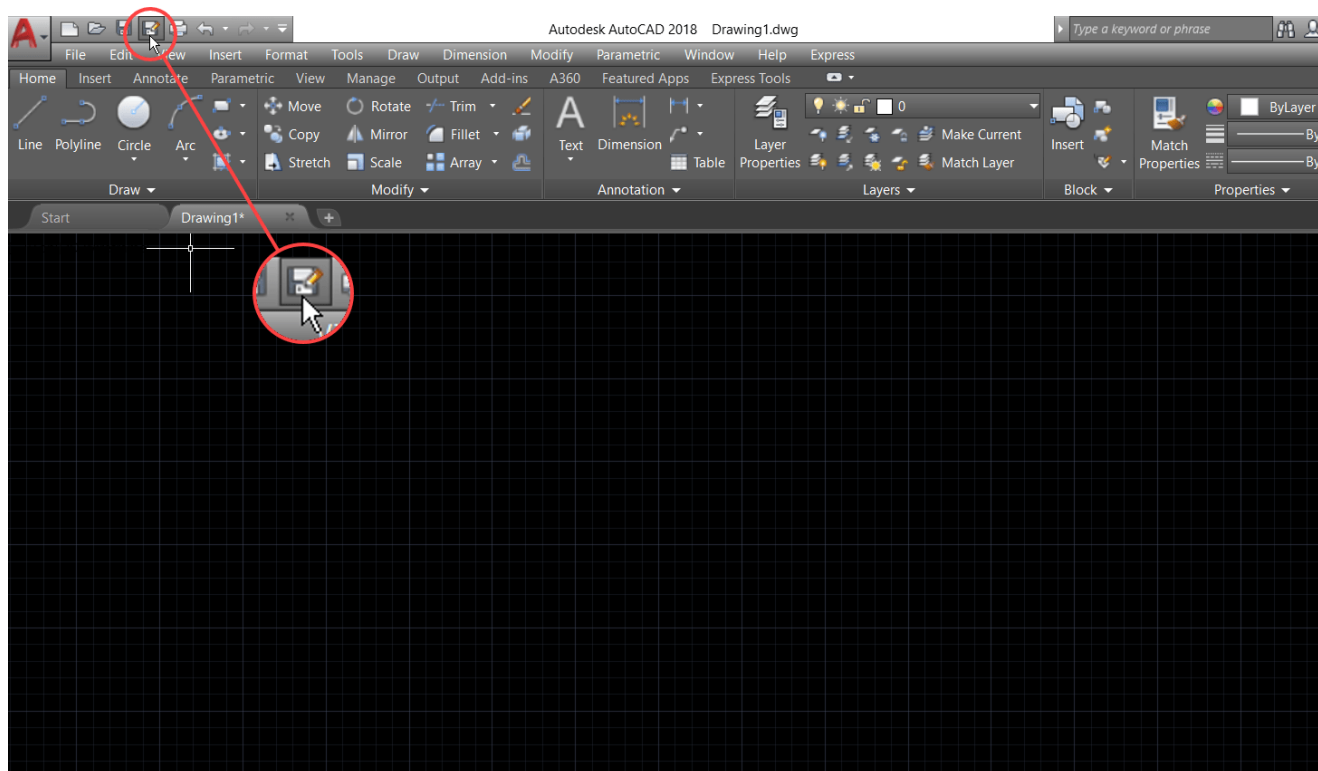 A
Autodesk AutoCAD 2018 Drawing1.dwg
Type a keyword or phrase
File Edit View Insert Format Tools Draw Dimension Modify Parametric Window Help Express
Home Insert Annotate Parametric View Manage Output Add-ins A360 Featured Apps Express Tools
Move Rotate Trim A 0 ByLayer
Copy Mirror Fillet Make Current
Line Polyline Circle Arc Text Dimension Layer Insert Match
Stretch Scale Array Table Properties Match Layer Properties
Draw Modify Annotation Layers Block Properties
Start Drawing1*